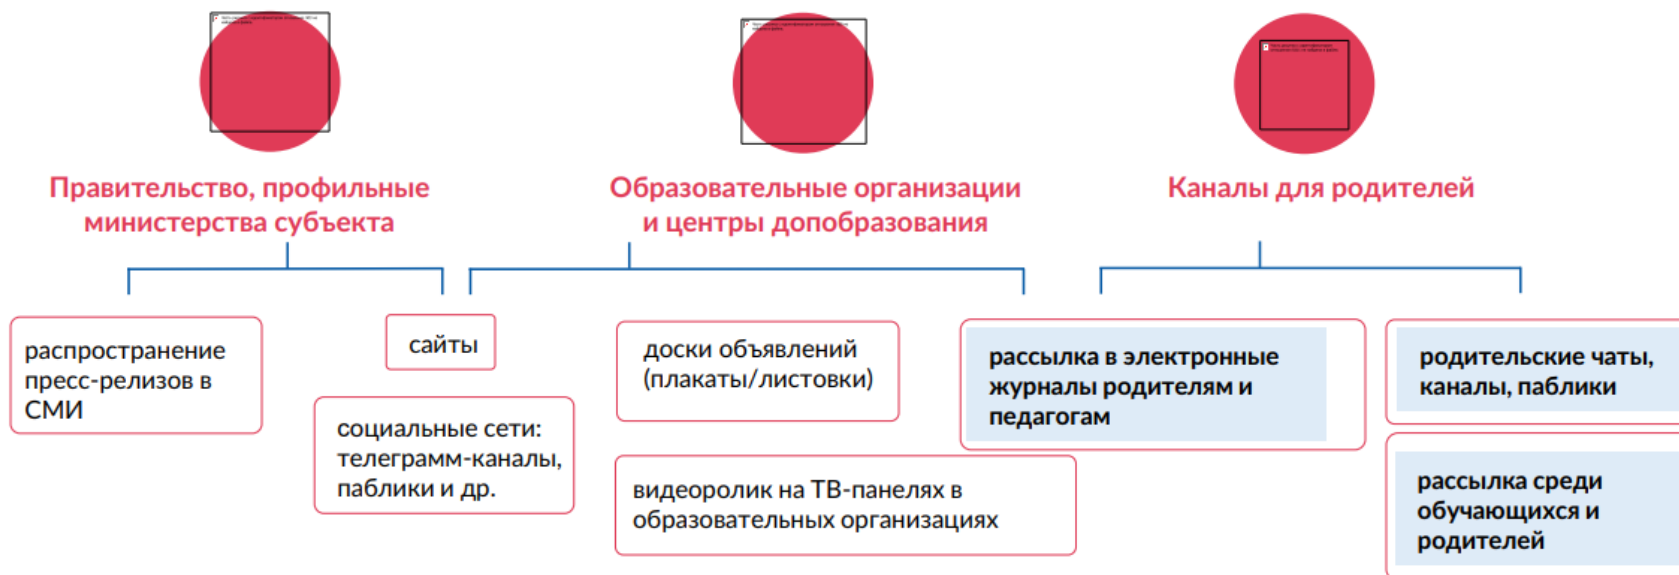 Правительство, профильные
министерства субъекта
Образовательные организации
и центры допобразования
Каналы для родителей
распространение
пресс-релизов в
СМИ
сайты
социальные сети:
телеграмм-каналы,
паблики и др.
доски объявлений
(плакаты/листовки)
видеоролик на ТВ-панелях в
образовательных организациях
рассылка в электронные
журналы родителям и
педагогам
родительские чаты,
каналы, паблики
рассылка среди
обучающихся и
родителей